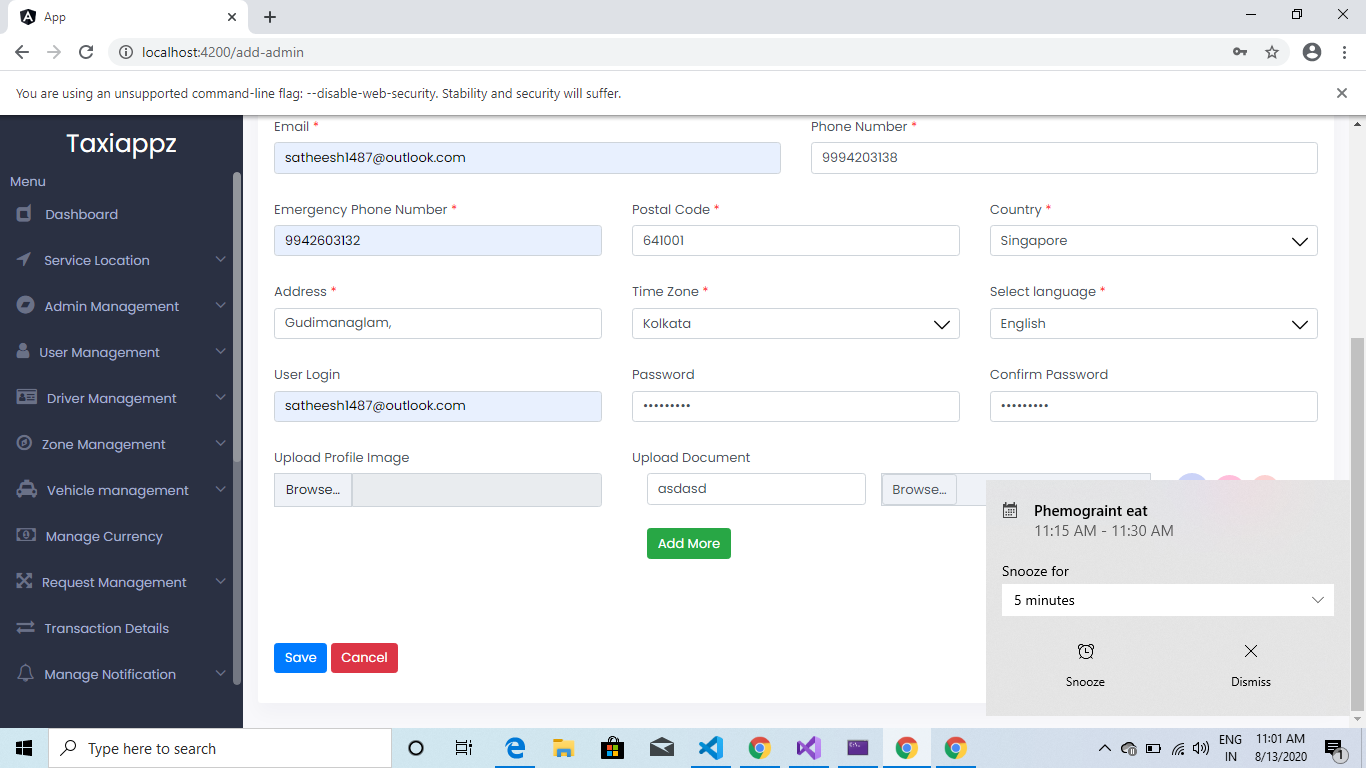 App
localhost:4200/add-admin
You are using an unsupported command-line flag: --disable-web-security. Stability and security will suffer.
Taxiappz
Menu
Dashboard
Service Location
Admin Management
User Management
Driver Management
Zone Management
Vehicle management
Manage Currency
Request Management
Transaction Details
Manage Notification
Email *
Phone Number *
satheesh1487@outlook.com
9994203138
Emergency Phone Number *
Postal Code *
Country *
9942603132
641001
Singapore
Address *
Time Zone *
Select language *
Gudimanaglam,
Kolkata
English
User Login
Password
Confirm Password
satheesh1487@outlook.com
•••••••••
•••••••••
Upload Profile Image
Upload Document
Browse...
asdasd
Browse...
Add More
Save
Cancel
Phemograint eat
11:15 AM - 11:30 AM
Snooze for
5 minutes
Snooze
Dismiss
Type here to search
ENG
IN
11:01 AM
8/13/2020
1